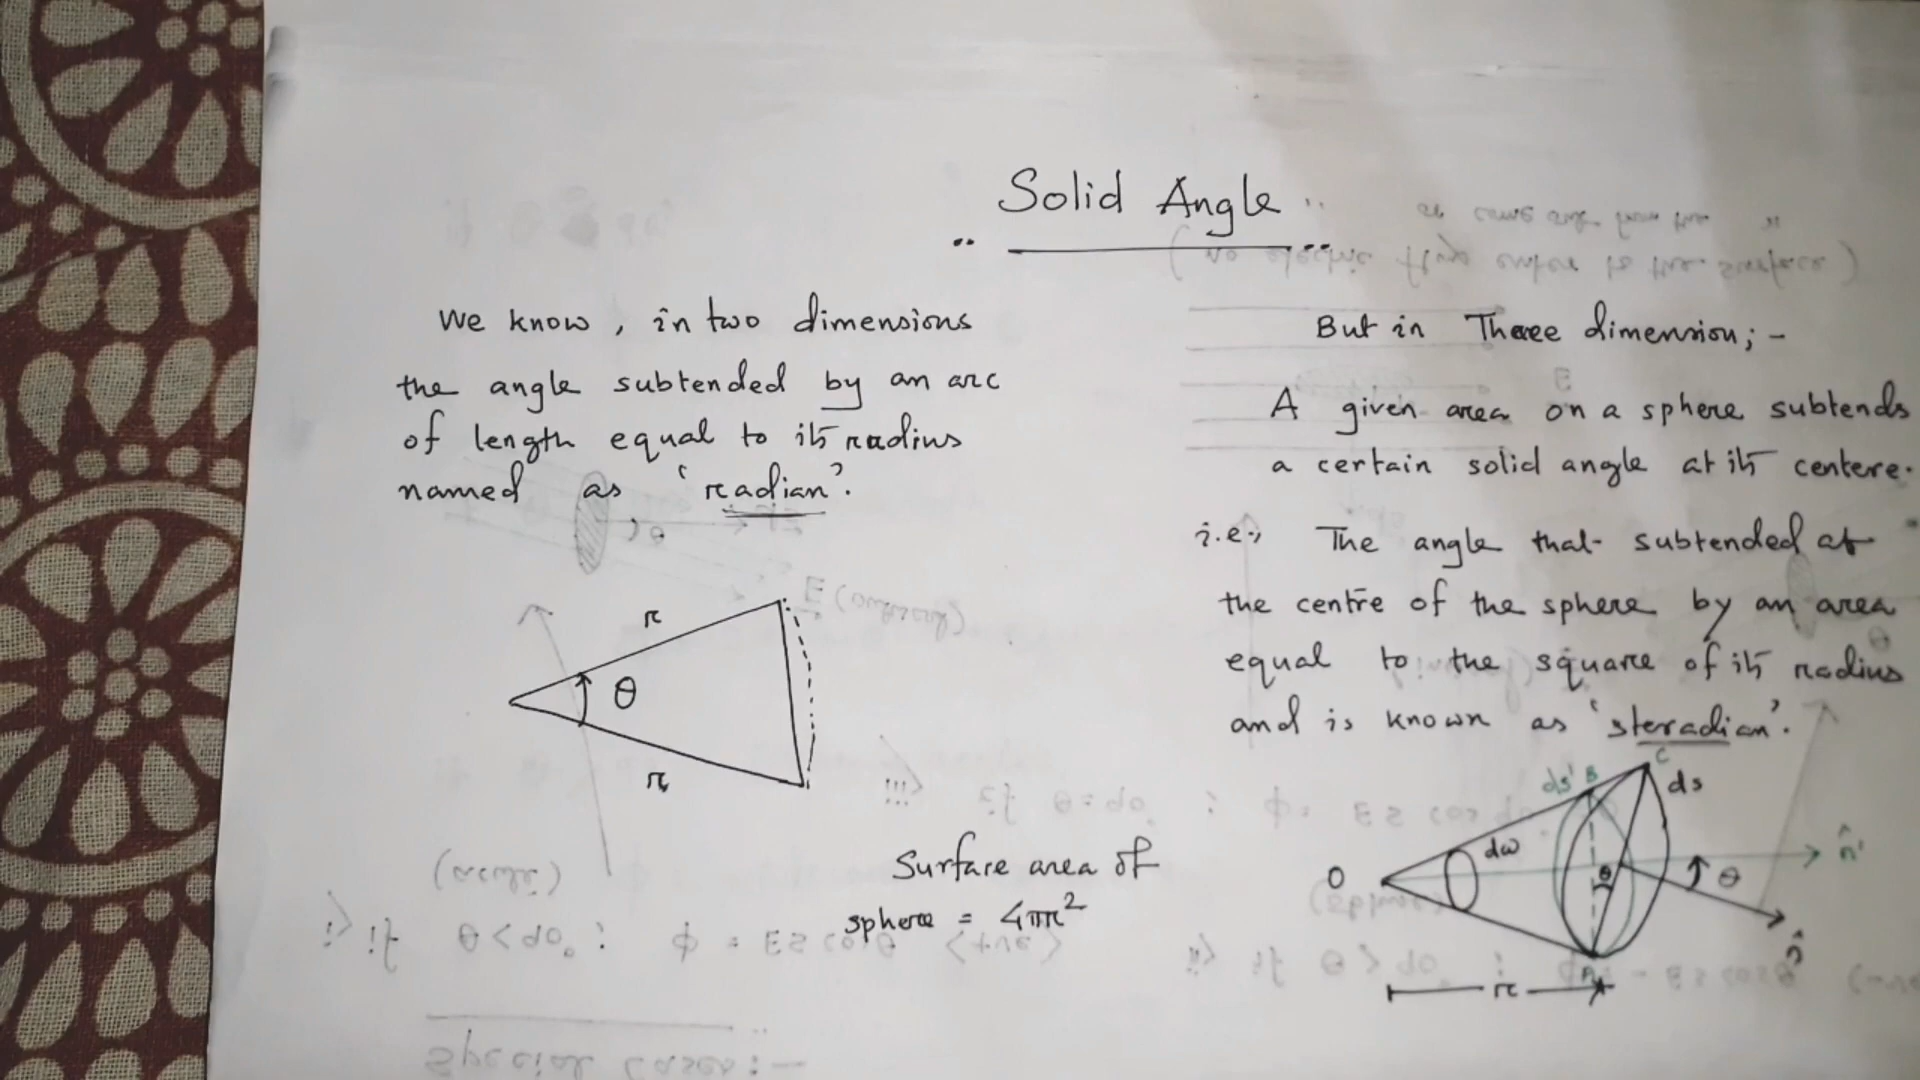 Solid Angle
We know, in two dimensions
the angle subtended by an arc
of length equal to its radius
named as 'radian'.
r
θ
r
Surface area of
sphere = 4πr²
But in Three dimension; -
A given area on a sphere subtends
a certain solid angle at its centere.
i.e., The angle that subtended at
the centre of the sphere by an area
equal to the square of its radius
and is known as 'steradian'.
ds' B C ds
O dω θ θ n̂'
n̂
A
r